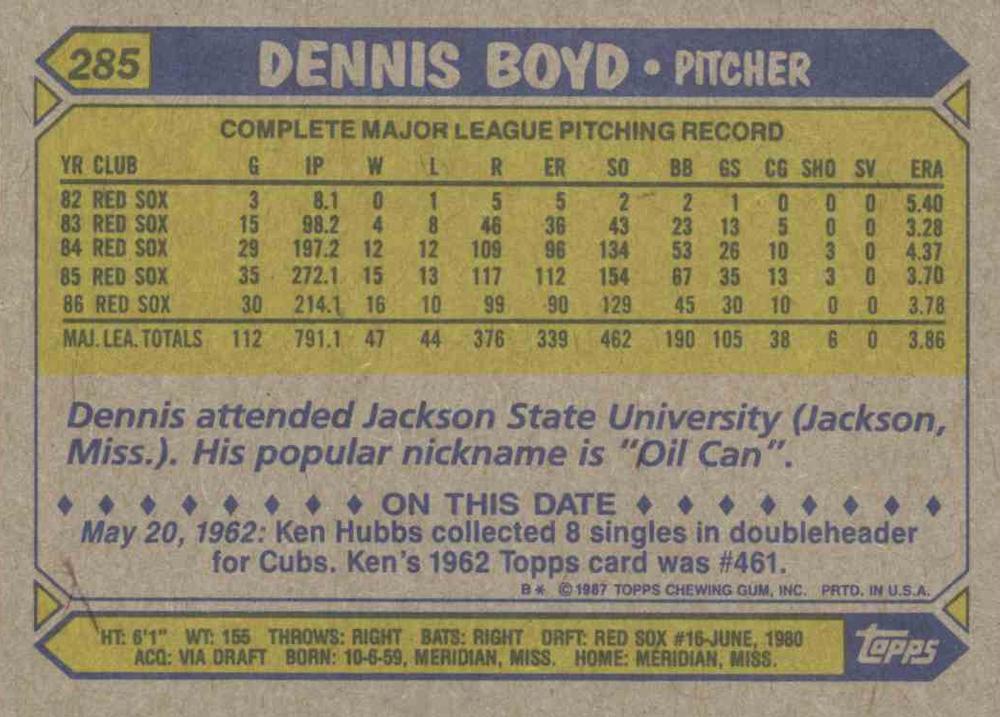 285 DENNIS BOYD • PITCHER
COMPLETE MAJOR LEAGUE PITCHING RECORD
YR CLUB G IP W L R ER SO BB GS CG SHO SV ERA
82 RED SOX 3 8.1 0 1 5 5 2 2 1 0 0 0 5.40
83 RED SOX 15 98.2 4 8 46 36 43 23 13 5 0 0 3.28
84 RED SOX 29 197.2 12 12 109 96 134 53 26 10 3 0 4.37
85 RED SOX 35 272.1 15 13 117 112 154 67 35 13 3 0 3.70
86 RED SOX 30 214.1 16 10 99 90 129 45 30 10 0 0 3.78
MAJ. LEA. TOTALS 112 791.1 47 44 376 339 462 190 105 38 6 0 3.86
Dennis attended Jackson State University (Jackson,
Miss.). His popular nickname is "Oil Can".
♦ ♦ ♦ ♦ ♦ ♦ ♦ ♦ ON THIS DATE ♦ ♦ ♦ ♦ ♦ ♦ ♦ ♦
May 20, 1962: Ken Hubbs collected 8 singles in doubleheader
for Cubs. Ken's 1962 Topps card was #461.
B* © 1987 TOPPS CHEWING GUM, INC. PRTD. IN U.S.A.
HT: 6'1" WT: 155 THROWS: RIGHT BATS: RIGHT DRFT: RED SOX #16-JUNE, 1980
ACQ: VIA DRAFT BORN: 10-6-59, MERIDIAN, MISS. HOME: MERIDIAN, MISS.
topps